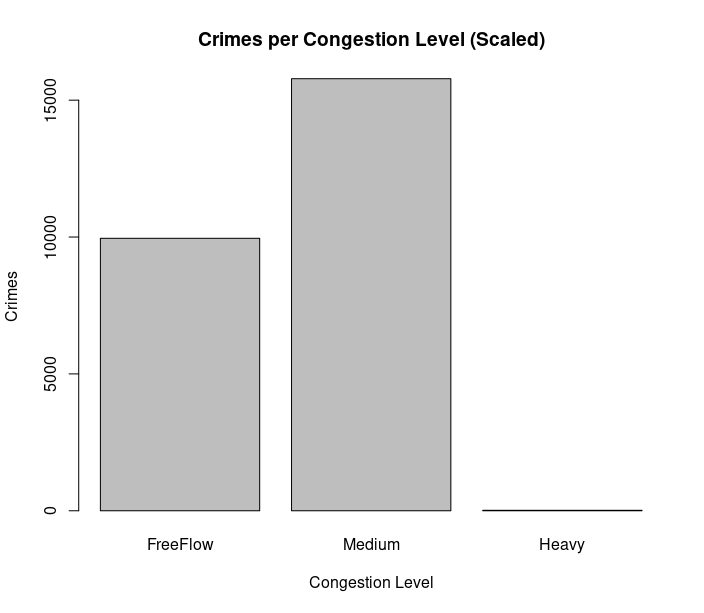 Crimes per Congestion Level (Scaled)
15000
10000
5000
0
Crimes
FreeFlow
Medium
Heavy
Congestion Level